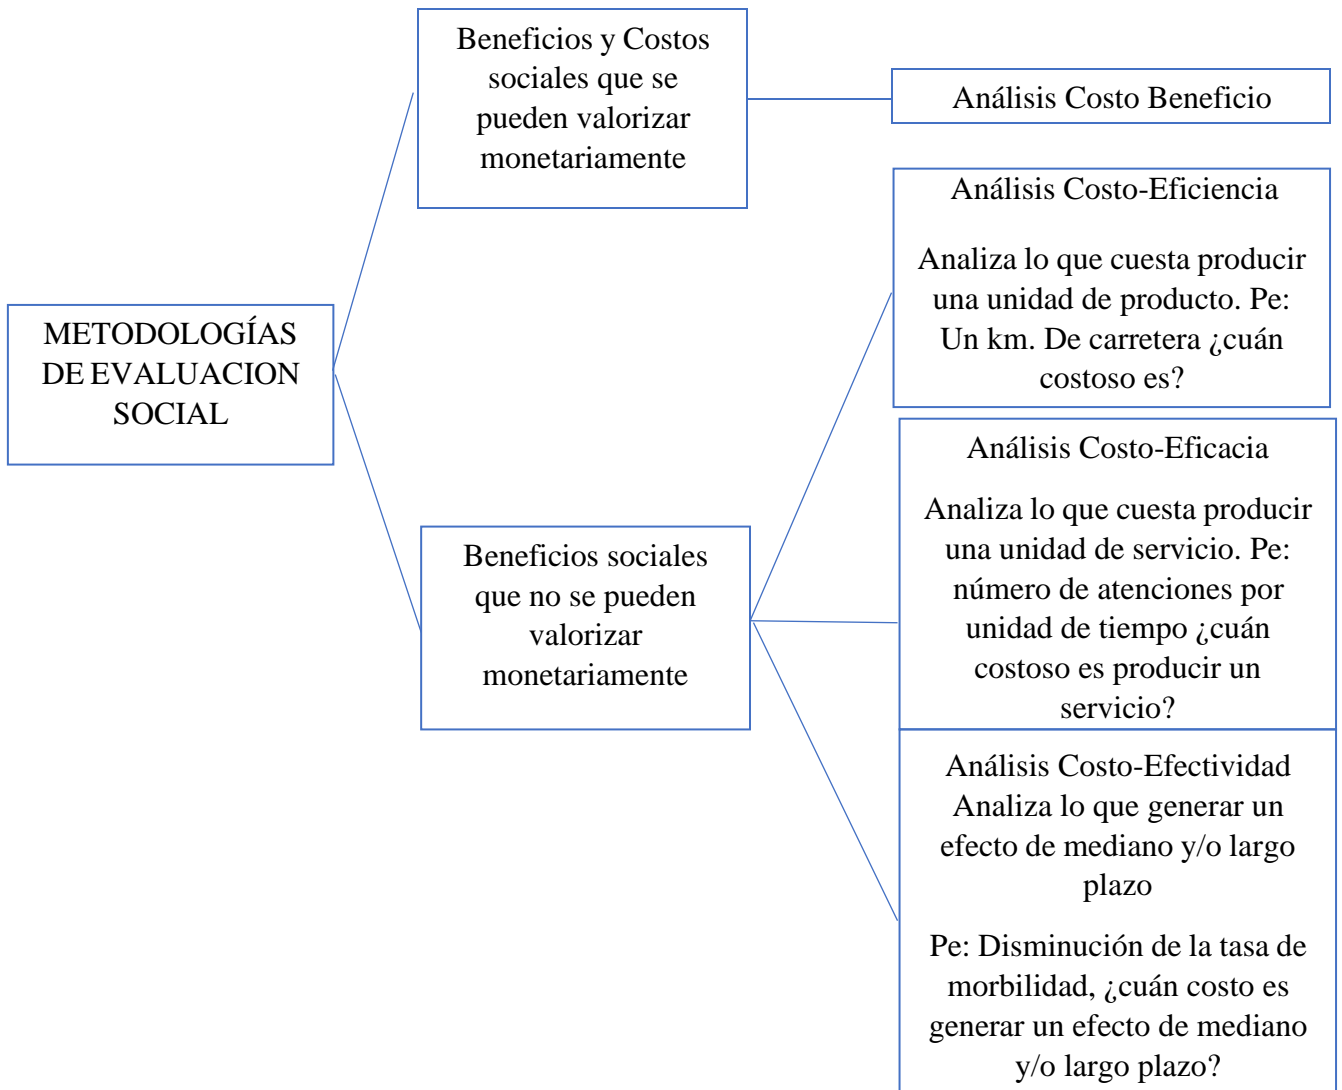 METODOLOGÍAS
DE EVALUACION
SOCIAL
Beneficios y Costos
sociales que se
pueden valorizar
monetariamente
Análisis Costo Beneficio
Beneficios sociales
que no se pueden
valorizar
monetariamente
Análisis Costo-Eficiencia
Analiza lo que cuesta producir
una unidad de producto. Pe:
Un km. De carretera ¿cuán
costoso es?
Análisis Costo-Eficacia
Analiza lo que cuesta producir
una unidad de servicio. Pe:
número de atenciones por
unidad de tiempo ¿cuán
costoso es producir un
servicio?
Análisis Costo-Efectividad
Analiza lo que generar un
efecto de mediano y/o largo
plazo
Pe: Disminución de la tasa de
morbilidad, ¿cuán costo es
generar un efecto de mediano
y/o largo plazo?